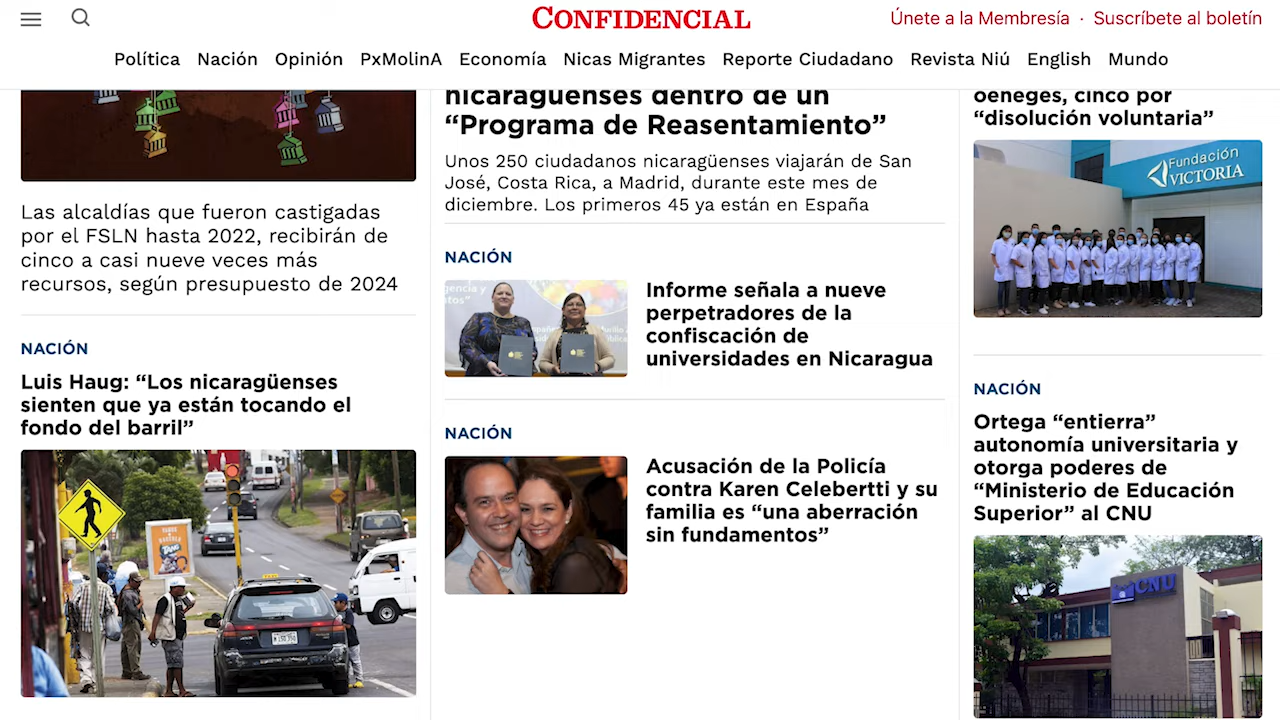 CONFIDENCIAL
Únete a la Membresía · Suscríbete al boletín
Política Nación Opinión PxMolinA Economía Nicas Migrantes Reporte Ciudadano Revista Niú English Mundo
Las alcaldías que fueron castigadas
por el FSLN hasta 2022, recibirán de
cinco a casi nueve veces más
recursos, según presupuesto de 2024
NACIÓN
Luis Haug: “Los nicaragüenses
sienten que ya están tocando el
fondo del barril”
nicaragüenses dentro de un
“Programa de Reasentamiento”
Unos 250 ciudadanos nicaragüenses viajarán de San
José, Costa Rica, a Madrid, durante este mes de
diciembre. Los primeros 45 ya están en España
NACIÓN
Informe señala a nueve
perpetradores de la
confiscación de
universidades en Nicaragua
NACIÓN
Acusación de la Policía
contra Karen Celebertti y su
familia es “una aberración
sin fundamentos”
oenegés, cinco por
“disolución voluntaria”
Fundación
VICTORIA
NACIÓN
Ortega “entierra”
autonomía universitaria y
otorga poderes de
“Ministerio de Educación
Superior” al CNU
CNU